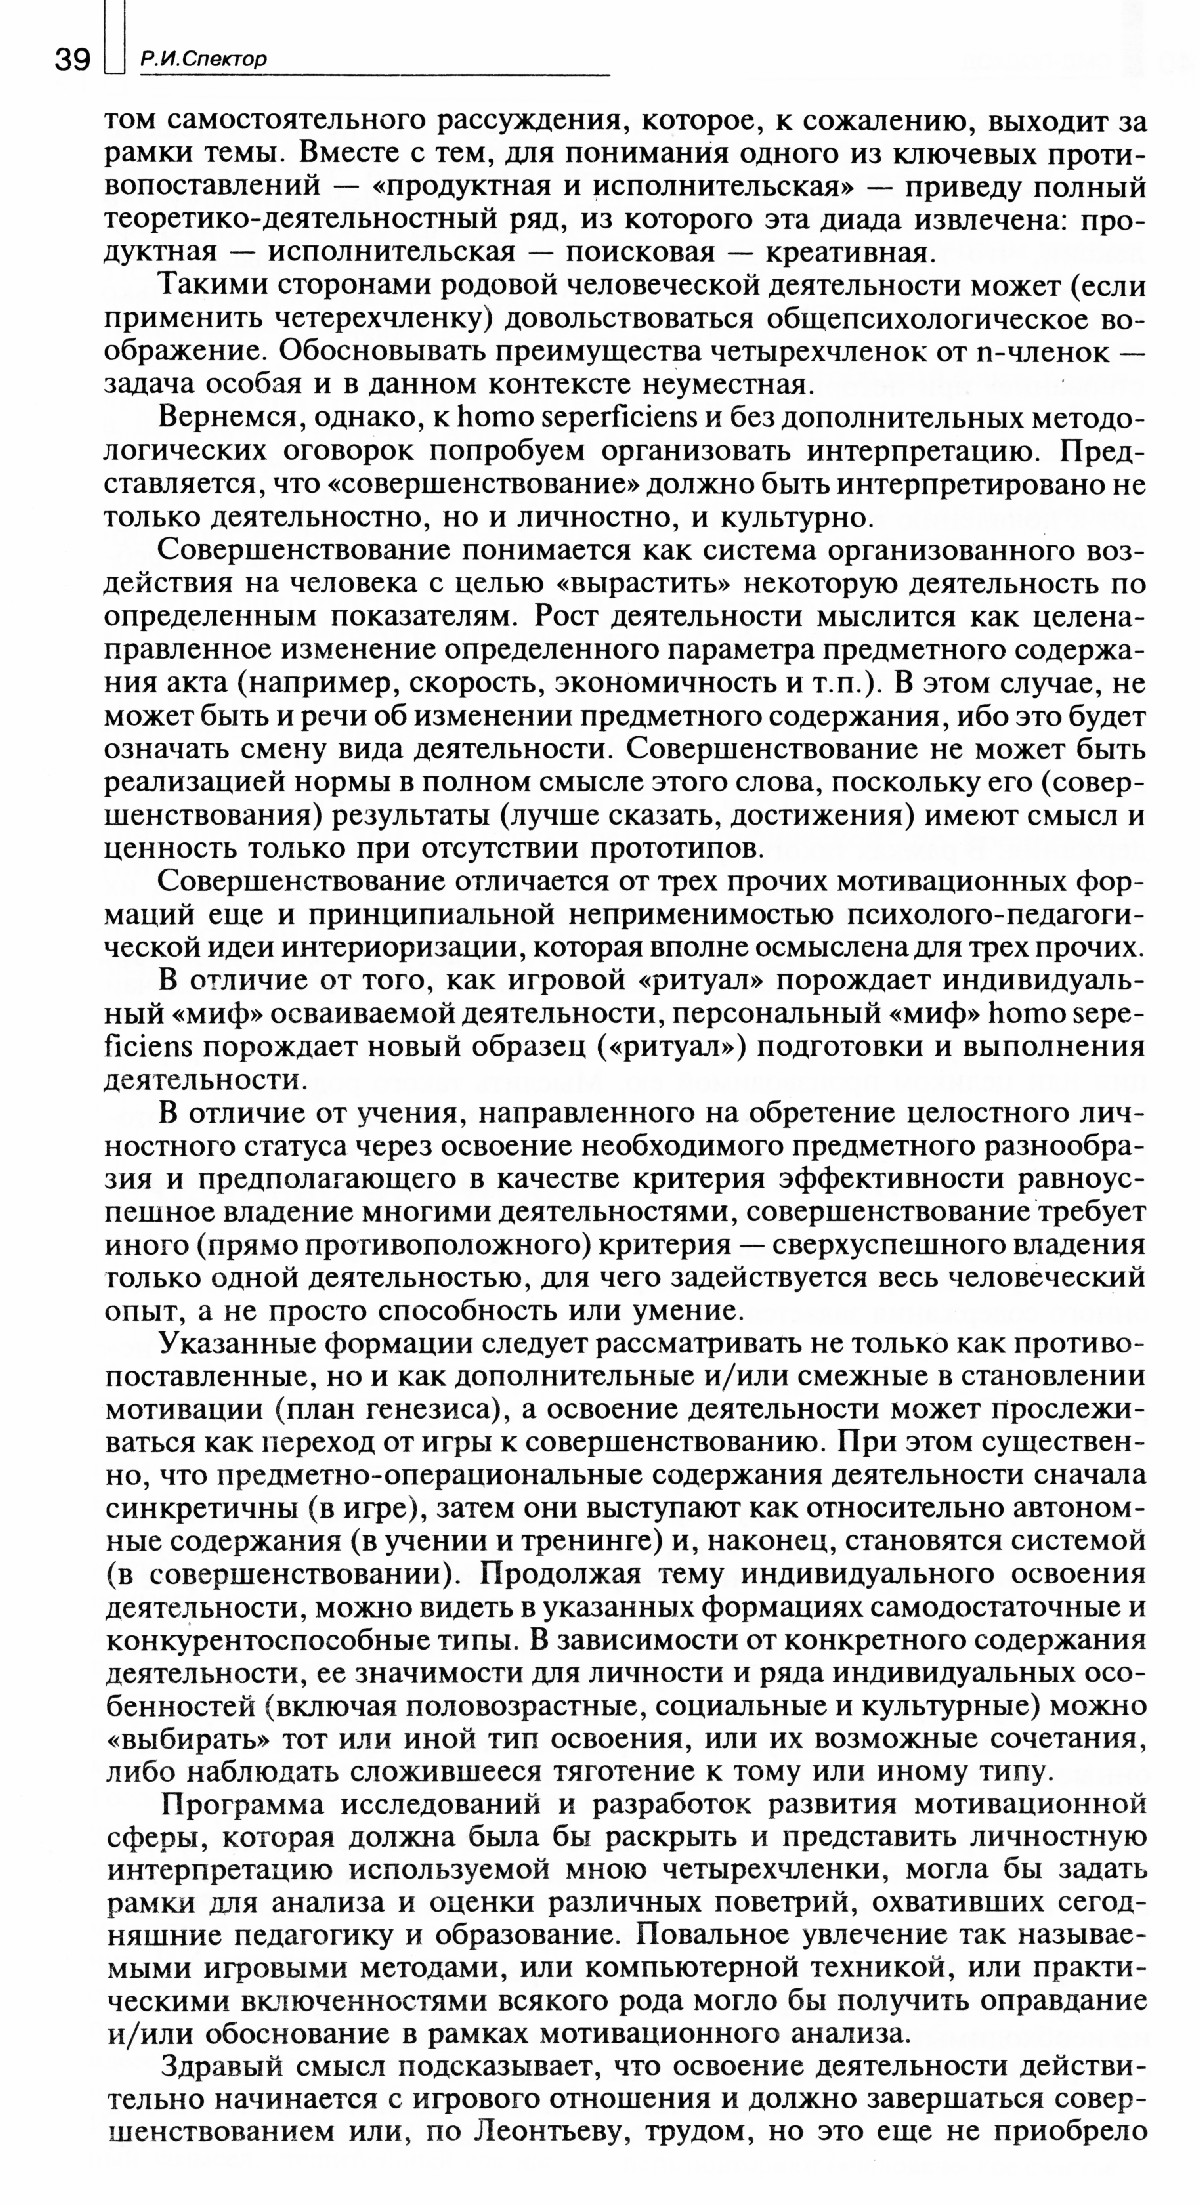 39
Р.И.Спектор
том самостоятельного рассуждения, которое, к сожалению, выходит за
рамки темы. Вместе с тем, для понимания одного из ключевых проти-
вопоставлений — «продуктная и исполнительская» — приведу полный
теоретико-деятельностный ряд, из которого эта диада извлечена: про-
дуктная — исполнительская — поисковая — креативная.
Такими сторонами родовой человеческой деятельности может (если
применить четерехчленку) довольствоваться общепсихологическое во-
ображение. Обосновывать преимущества четырехчленок от n-членок —
задача особая и в данном контексте неуместная.
Вернемся, однако, к homo seperficiens и без дополнительных методо-
логических оговорок попробуем организовать интерпретацию. Пред-
ставляется, что «совершенствование» должно быть интерпретировано не
только деятельностно, но и личностно, и культурно.
Совершенствование понимается как система организованного воз-
действия на человека с целью «вырастить» некоторую деятельность по
определенным показателям. Рост деятельности мыслится как целена-
правленное изменение определенного параметра предметного содержа-
ния акта (например, скорость, экономичность и т.п.). В этом случае, не
может быть и речи об изменении предметного содержания, ибо это будет
означать смену вида деятельности. Совершенствование не может быть
реализацией нормы в полном смысле этого слова, поскольку его (совер-
шенствования) результаты (лучше сказать, достижения) имеют смысл и
ценность только при отсутствии прототипов.
Совершенствование отличается от трех прочих мотивационных фор-
маций еще и принципиальной неприменимостью психолого-педагоги-
ческой идеи интериоризации, которая вполне осмыслена для трех прочих.
В отличие от того, как игровой «ритуал» порождает индивидуаль-
ный «миф» осваиваемой деятельности, персональный «миф» homo sepe-
ficiens порождает новый образец («ритуал») подготовки и выполнения
деятельности.
В отличие от учения, направленного на обретение целостного лич-
ностного статуса через освоение необходимого предметного разнообра-
зия и предполагающего в качестве критерия эффективности равноус-
пешное владение многими деятельностями, совершенствование требует
иного (прямо противоположного) критерия — сверхуспешного владения
только одной деятельностью, для чего задействуется весь человеческий
опыт, а не просто способность или умение.
Указанные формации следует рассматривать не только как противо-
поставленные, но и как дополнительные и/или смежные в становлении
мотивации (план генезиса), а освоение деятельности может прослежи-
ваться как переход от игры к совершенствованию. При этом существен-
но, что предметно-операциональные содержания деятельности сначала
синкретичны (в игре), затем они выступают как относительно автоном-
ные содержания (в учении и тренинге) и, наконец, становятся системой
(в совершенствовании). Продолжая тему индивидуального освоения
деятельности, можно видеть в указанных формациях самодостаточные и
конкурентоспособные типы. В зависимости от конкретного содержания
деятельности, ее значимости для личности и ряда индивидуальных осо-
бенностей (включая половозрастные, социальные и культурные) можно
«выбирать» тот или иной тип освоения, или их возможные сочетания,
либо наблюдать сложившееся тяготение к тому или иному типу.
Программа исследований и разработок развития мотивационной
сферы, которая должна была бы раскрыть и представить личностную
интерпретацию используемой мною четырехчленки, могла бы задать
рамки для анализа и оценки различных поветрий, охвативших сегод-
няшние педагогику и образование. Повальное увлечение так называе-
мыми игровыми методами, или компьютерной техникой, или практи-
ческими включенностями всякого рода могло бы получить оправдание
и/или обоснование в рамках мотивационного анализа.
Здравый смысл подсказывает, что освоение деятельности действи-
тельно начинается с игрового отношения и должно завершаться совер-
шенствованием или, по Леонтьеву, трудом, но это еще не приобрело